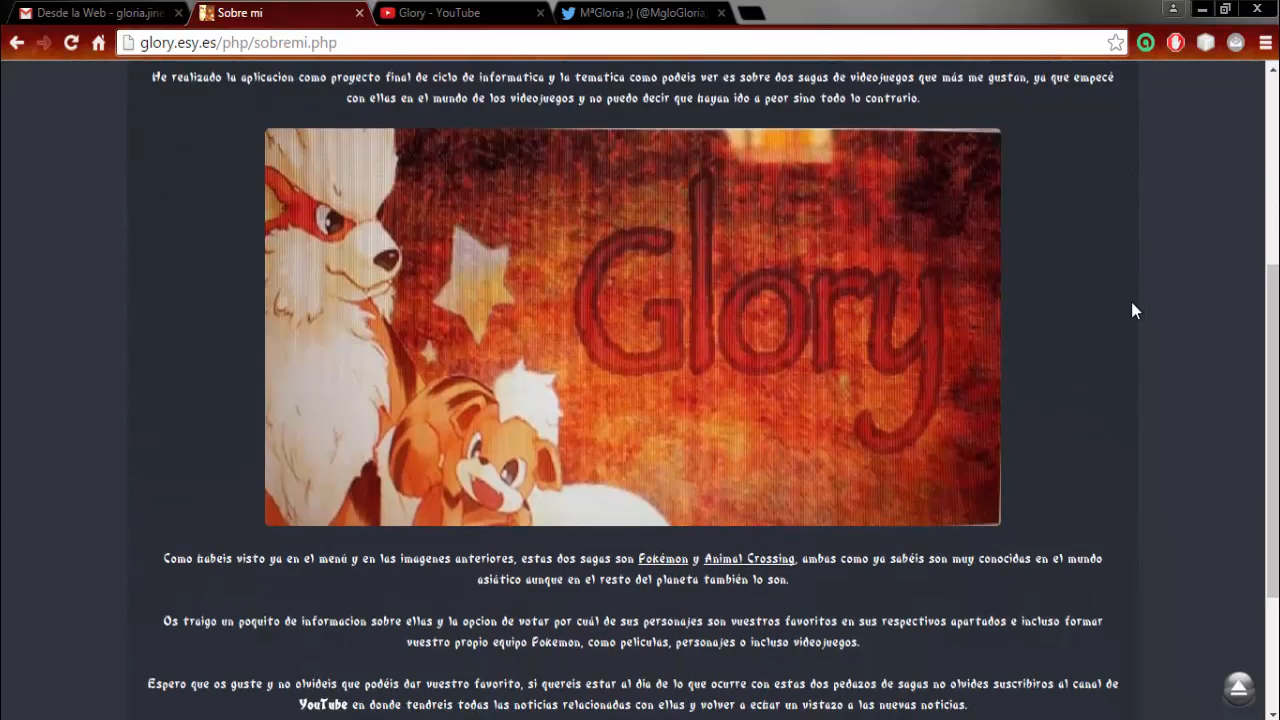 Desde la Web - gloria.jine
Sobre mi
Glory - YouTube
MªGloria ;) (@MgloGloria)
glory.esy.es/php/sobremi.php
He realizado la aplicacion como proyecto final de ciclo de informatica y la tematica como podeis ver es sobre dos sagas de videojuegos que más me gustan, ya que empecé
con ellas en el mundo de los videojuegos y no puedo decir que hayan ido a peor sino todo lo contrario.
Glory
Como habeis visto ya en el menú y en las imagenes anteriores, estas dos sagas son Pokémon y Animal Crossing, ambas como ya sabéis son muy conocidas en el mundo
asiático aunque en el resto del planeta también lo son.
Os traigo un poquito de informacion sobre ellas y la opcion de votar por cuál de sus personajes son vuestros favoritos en sus respectivos apartados e incluso formar
vuestro propio equipo Pokemon, como peliculas, personajes o incluso videojuegos.
Espero que os guste y no olvideis que podéis dar vuestro favorito, si quereis estar al dia de lo que ocurre con estas dos pedazos de sagas no olvides suscribiros al canal de
YouTube en donde tendreis todas las noticias relacionadas con ellas y volver a echar un vistazo a las nuevas noticias.